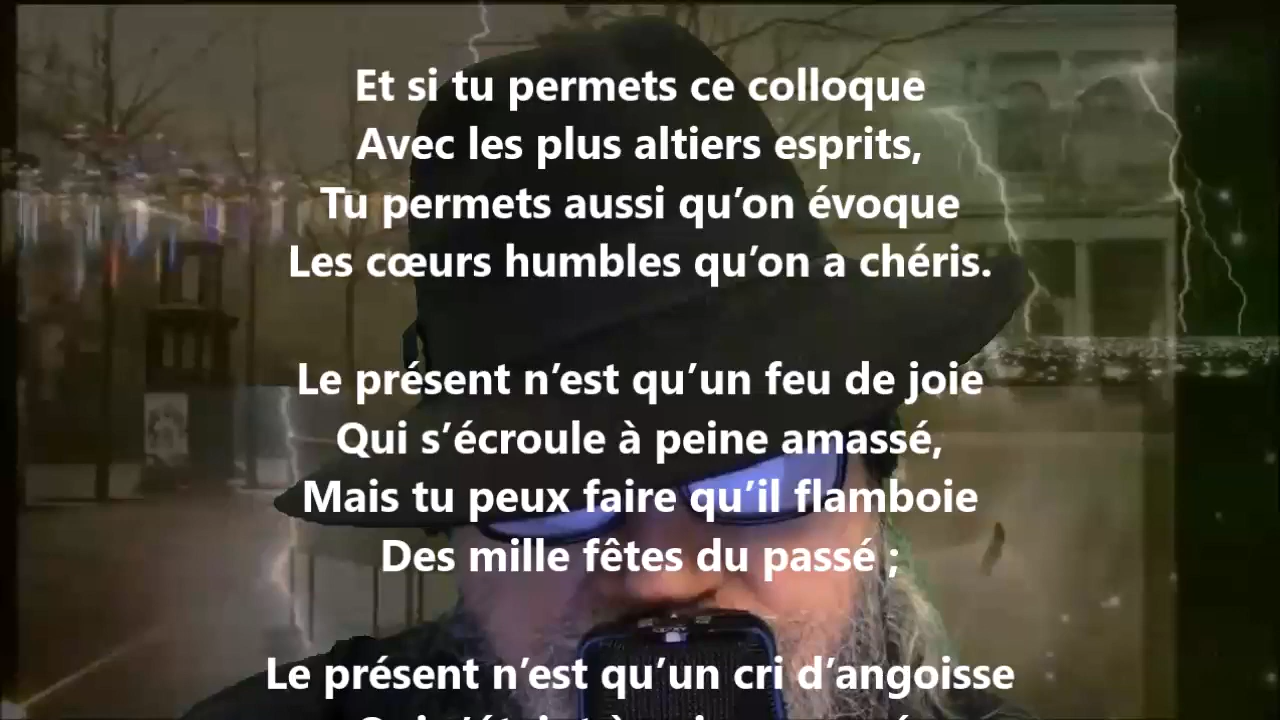 Et si tu permets ce colloque
Avec les plus altiers esprits,
Tu permets aussi qu’on évoque
Les cœurs humbles qu’on a chéris.
Le présent n’est qu’un feu de joie
Qui s’écroule à peine amassé,
Mais tu peux faire qu’il flamboie
Des mille fêtes du passé ;
Le présent n’est qu’un cri d’angoisse